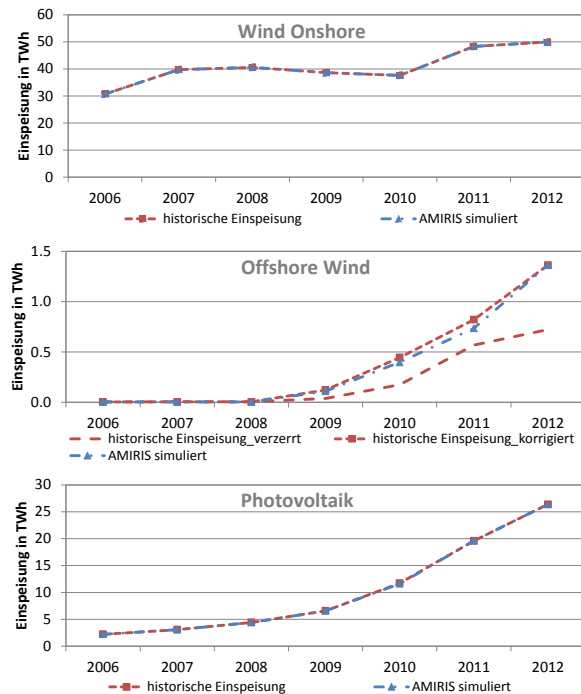 Wind Onshore
Einspeisung in TWh
60
50
40
30
20
10
0
2006 2007 2008 2009 2010 2011 2012
historische Einspeisung AMIRIS simuliert
Offshore Wind
Einspeisung in TWh
1.5
1.0
0.5
0.0
2006 2007 2008 2009 2010 2011 2012
historische Einspeisung_verzerrt historische Einspeisung_korrigiert
AMIRIS simuliert
Photovoltaik
Einspeisung in TWh
30
25
20
15
10
5
0
2006 2007 2008 2009 2010 2011 2012
historische Einspeisung AMIRIS simuliert